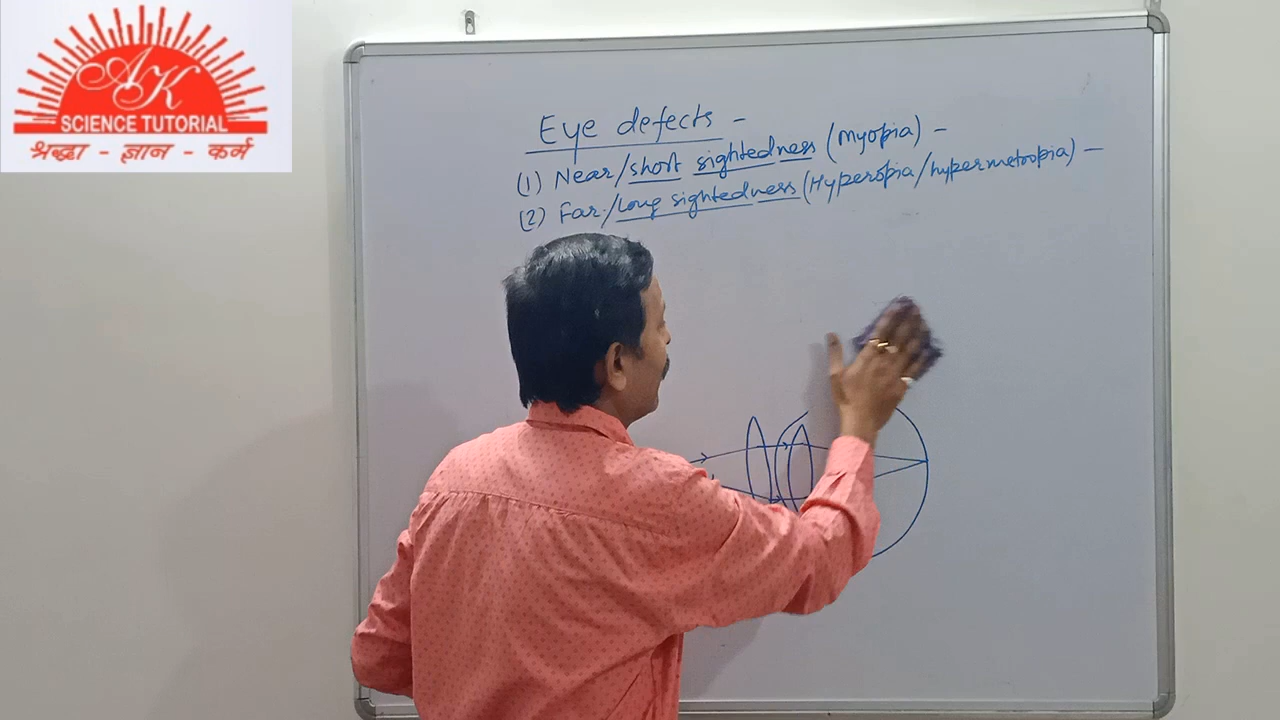 AK
SCIENCE TUTORIAL
श्रद्धा - ज्ञान - कर्म
Eye defects -
(1) Near/short sightedness (Myopia) -
(2) Far/Long sightedness (Hyperopia/hypermetropia) -